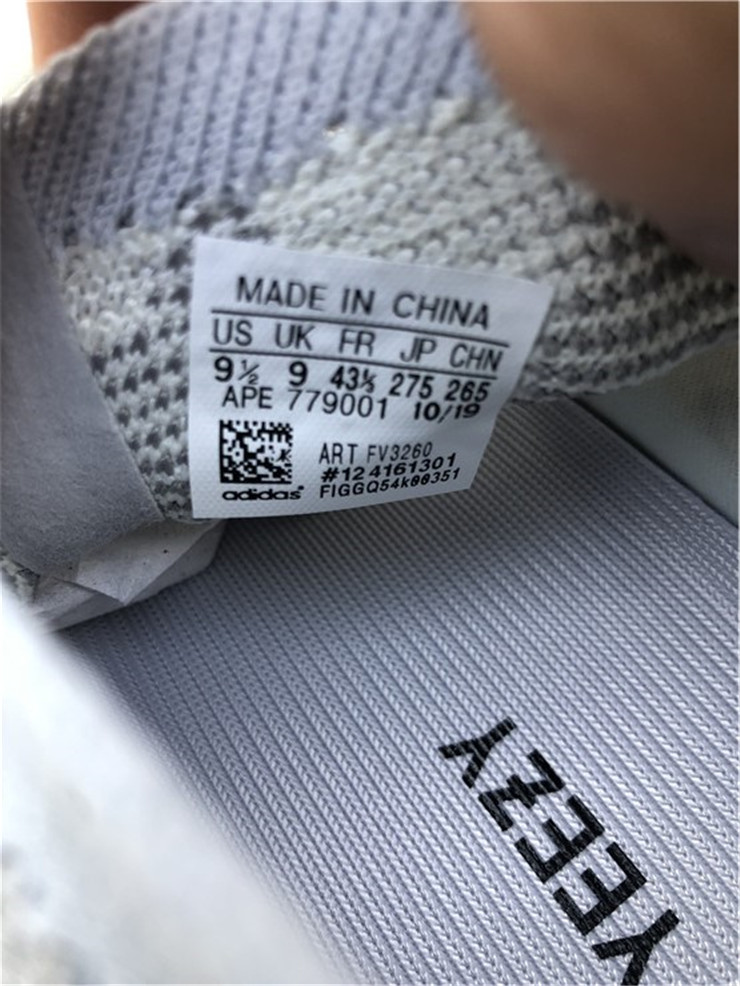 MADE IN CHINA
US UK FR JP CHN
9½ 9 43⅓ 275 265
APE 779001 10/19
ART FV3260
#124161301
FIGGQ54k00351
adidas®
YEEZY